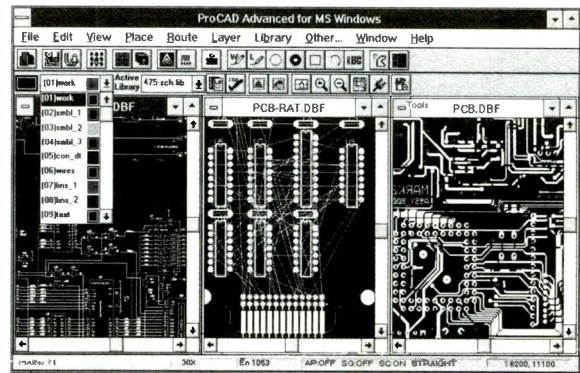 ProCAD Advanced for MS Windows
File Edit View Place Route Layer Library Other... Window Help
ABC
(01)work Active Library 475-sch.lib
DBF PCB-RAT.DBF Tools PCB.DBF
(01)work
(02)smbl_1
(03)smbl_2
(04)smbl_3
(05)con_dt
(06)wires
(07)lins_1
(08)lins_2
(09)text
30X En 1053 AP:OFF SG:OFF SC:ON STRAIGHT 6200, 11100